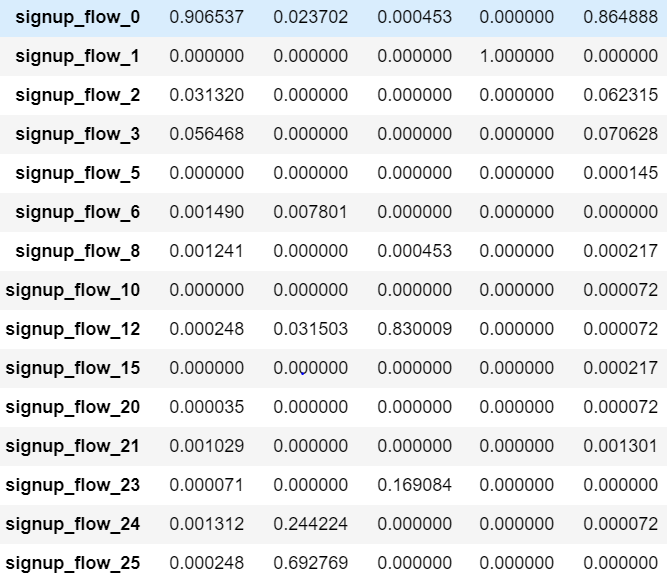 signup_flow_0 0.906537 0.023702 0.000453 0.000000 0.864888
signup_flow_1 0.000000 0.000000 0.000000 1.000000 0.000000
signup_flow_2 0.031320 0.000000 0.000000 0.000000 0.062315
signup_flow_3 0.056468 0.000000 0.000000 0.000000 0.070628
signup_flow_5 0.000000 0.000000 0.000000 0.000000 0.000145
signup_flow_6 0.001490 0.007801 0.000000 0.000000 0.000000
signup_flow_8 0.001241 0.000000 0.000453 0.000000 0.000217
signup_flow_10 0.000000 0.000000 0.000000 0.000000 0.000072
signup_flow_12 0.000248 0.031503 0.830009 0.000000 0.000072
signup_flow_15 0.000000 0.000000 0.000000 0.000000 0.000217
signup_flow_20 0.000035 0.000000 0.000000 0.000000 0.000072
signup_flow_21 0.001029 0.000000 0.000000 0.000000 0.001301
signup_flow_23 0.000071 0.000000 0.169084 0.000000 0.000000
signup_flow_24 0.001312 0.244224 0.000000 0.000000 0.000072
signup_flow_25 0.000248 0.692769 0.000000 0.000000 0.000000